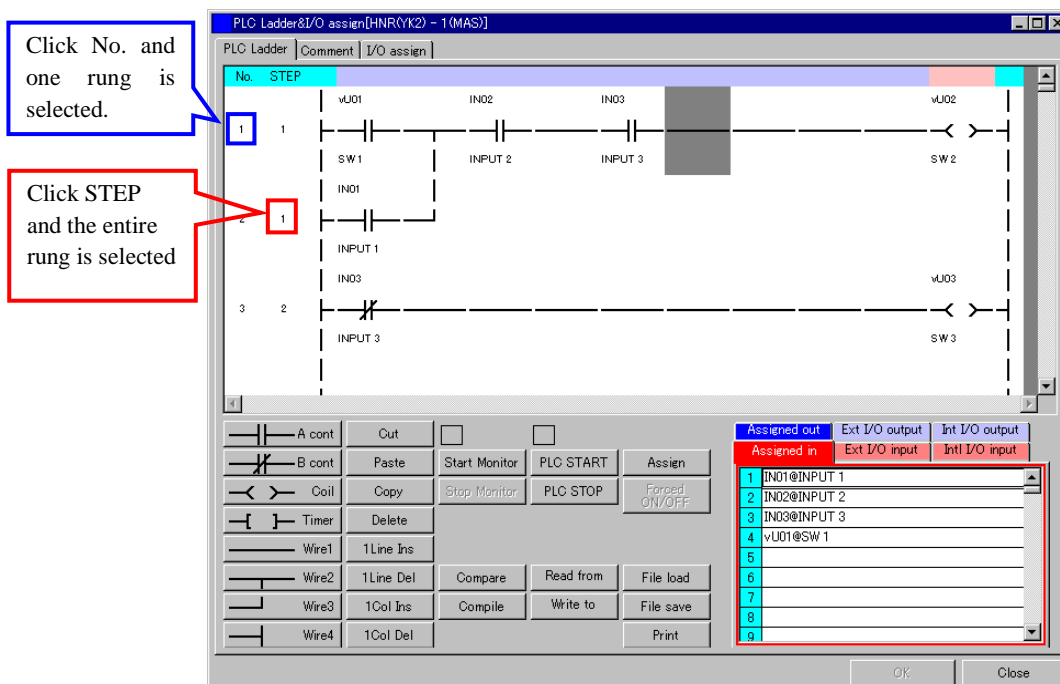 PLC Ladder&I/O assign[HNR(YK2) - 1(MAS)]
Click No. and
one rung is
selected.
PLC Ladder Comment I/O assign
No. STEP
vU01 IN02 IN03 vU02
1 1
SW1 INPUT 2 INPUT 3 SW2
Click STEP
and the entire
rung is selected
IN01
2 1
INPUT 1
IN03 vU03
3 2
INPUT 3 SW3
A cont Cut
B cont Paste Start Monitor PLC START Assign
Coil Copy Stop Monitor PLC STOP Forced
ON/OFF
Timer Delete
Wire1 1Line Ins
Wire2 1Line Del Compare Read from File load
Wire3 1Col Ins Compile Write to File save
Wire4 1Col Del Print
Assigned out Ext I/O output Int I/O output
Assigned in Ext I/O input Intl I/O input
1 IN01@INPUT 1
2 IN02@INPUT 2
3 IN03@INPUT 3
4 vU01@SW1
5
6
7
8
9
OK Close